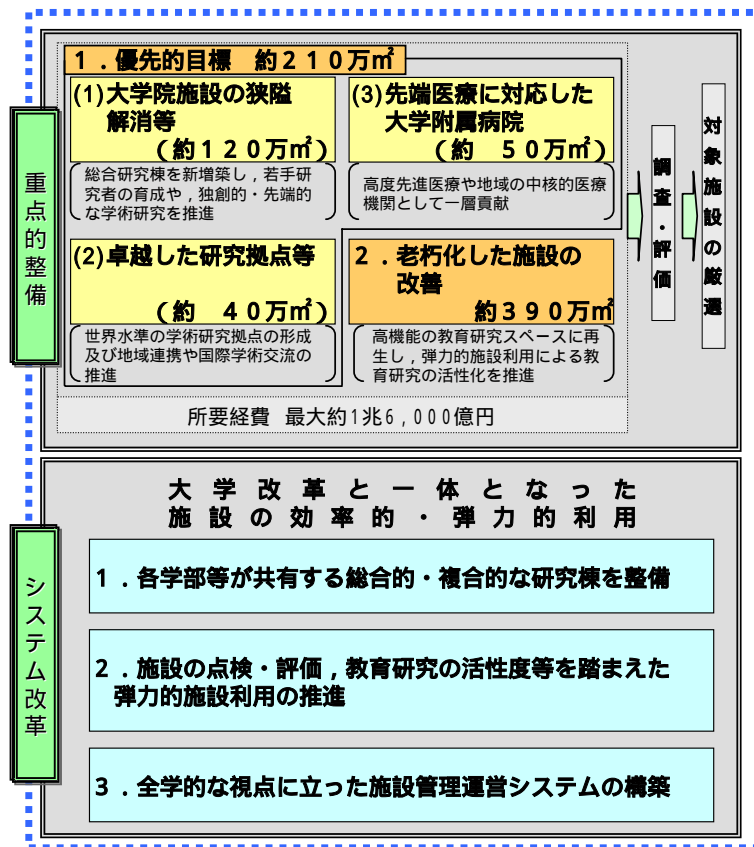 重点的整備
1．優先的目標　約210万㎡
(1)大学院施設の狭隘
解消等
(約120万㎡)
総合研究棟を新増築し，若手研
究者の育成や，独創的・先端的
な学術研究を推進
(3)先端医療に対応した
大学附属病院
(約　50万㎡)
高度先進医療や地域の中核的医療
機関として一層貢献
(2)卓越した研究拠点等
(約　40万㎡)
世界水準の学術研究拠点の形成
及び地域連携や国際学術交流の
推進
2．老朽化した施設の
改善
約390万㎡
高機能の教育研究スペースに再
生し，弾力的施設利用による教
育研究の活性化を推進
所要経費　最大約1兆6,000億円
調査・評価
対象施設の厳選
システム改革
大学改革と一体となった
施設の効率的・弾力的利用
1．各学部等が共有する総合的・複合的な研究棟を整備
2．施設の点検・評価，教育研究の活性度等を踏まえた
弾力的施設利用の推進
3．全学的な視点に立った施設管理運営システムの構築